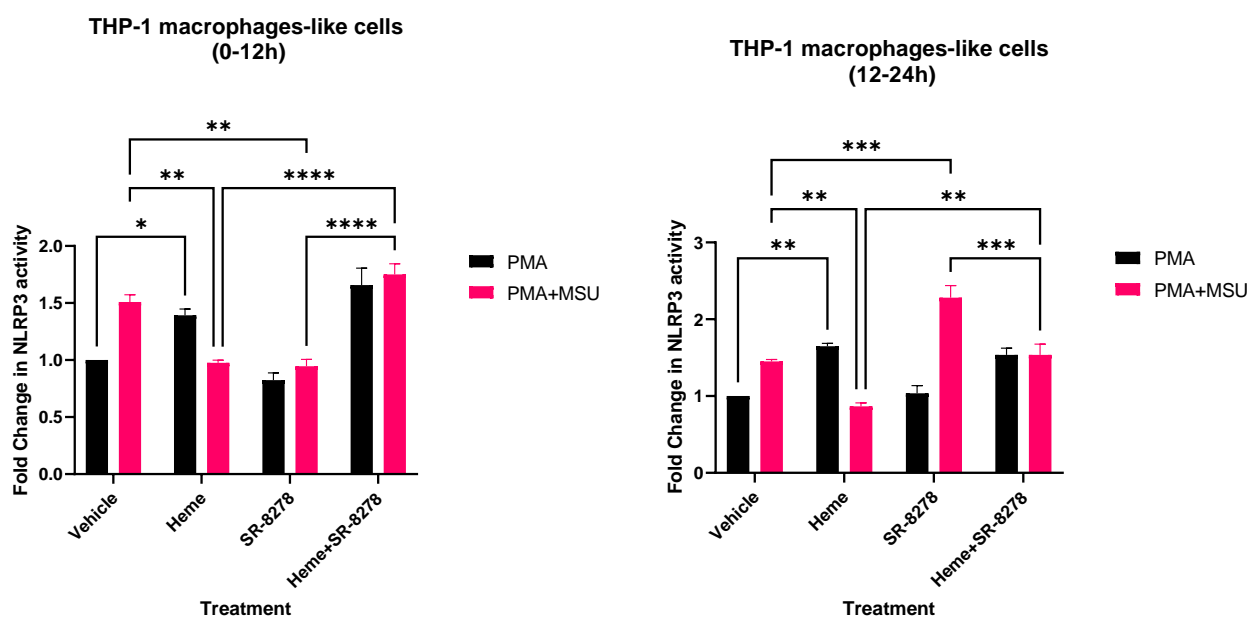 THP-1 macrophages-like cells
(0-12h)
**
** ****
* ****
Fold Change in NLRP3 activity
2.0
1.5
1.0
0.5
0.0
Vehicle
Heme
SR-8278
Heme+SR-8278
Treatment
PMA
PMA+MSU
THP-1 macrophages-like cells
(12-24h)
***
** **
** ***
Fold Change in NLRP3 activity
3
2
1
0
Vehicle
Heme
SR-8278
Heme+SR-8278
Treatment
PMA
PMA+MSU